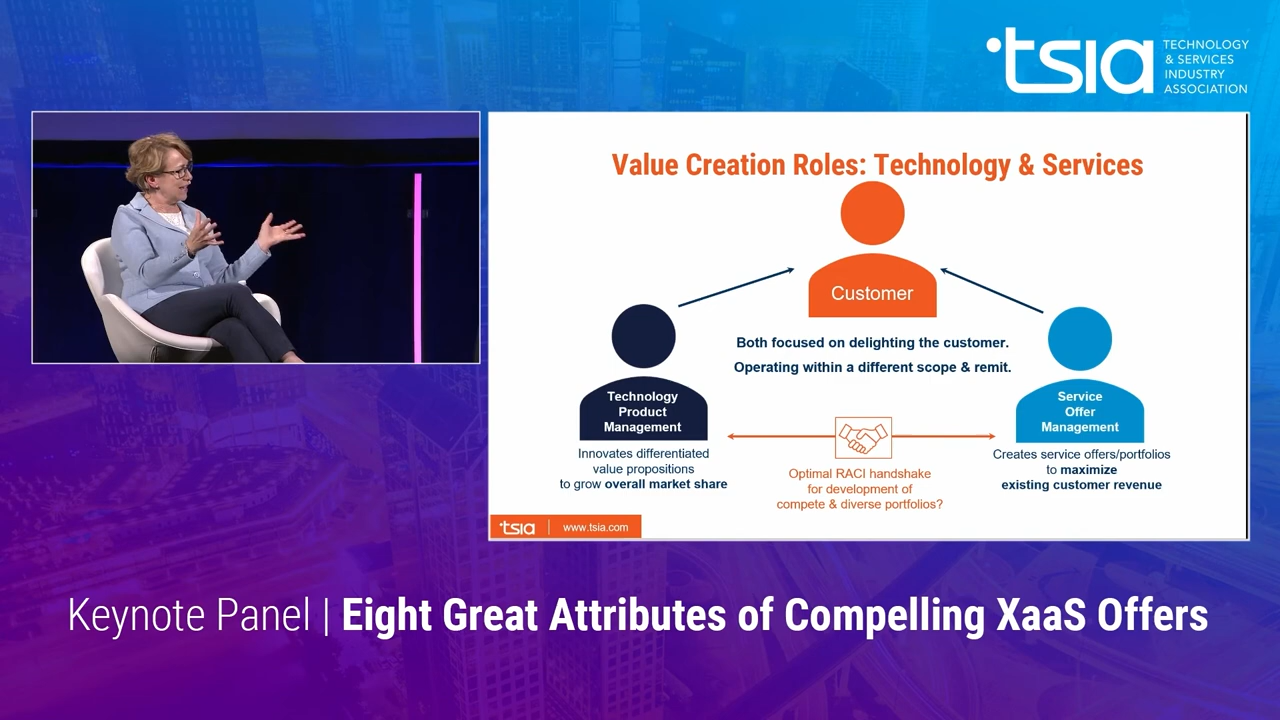 tsia
TECHNOLOGY
& SERVICES
INDUSTRY
ASSOCIATION
Value Creation Roles: Technology & Services
Customer
Both focused on delighting the customer.
Operating within a different scope & remit.
Technology
Product
Management
Innovates differentiated
value propositions
to grow overall market share
Optimal RACI handshake
for development of
compete & diverse portfolios?
Service
Offer
Management
Creates service offers/portfolios
to maximize
existing customer revenue
tsia | www.tsia.com
Keynote Panel | Eight Great Attributes of Compelling XaaS Offers